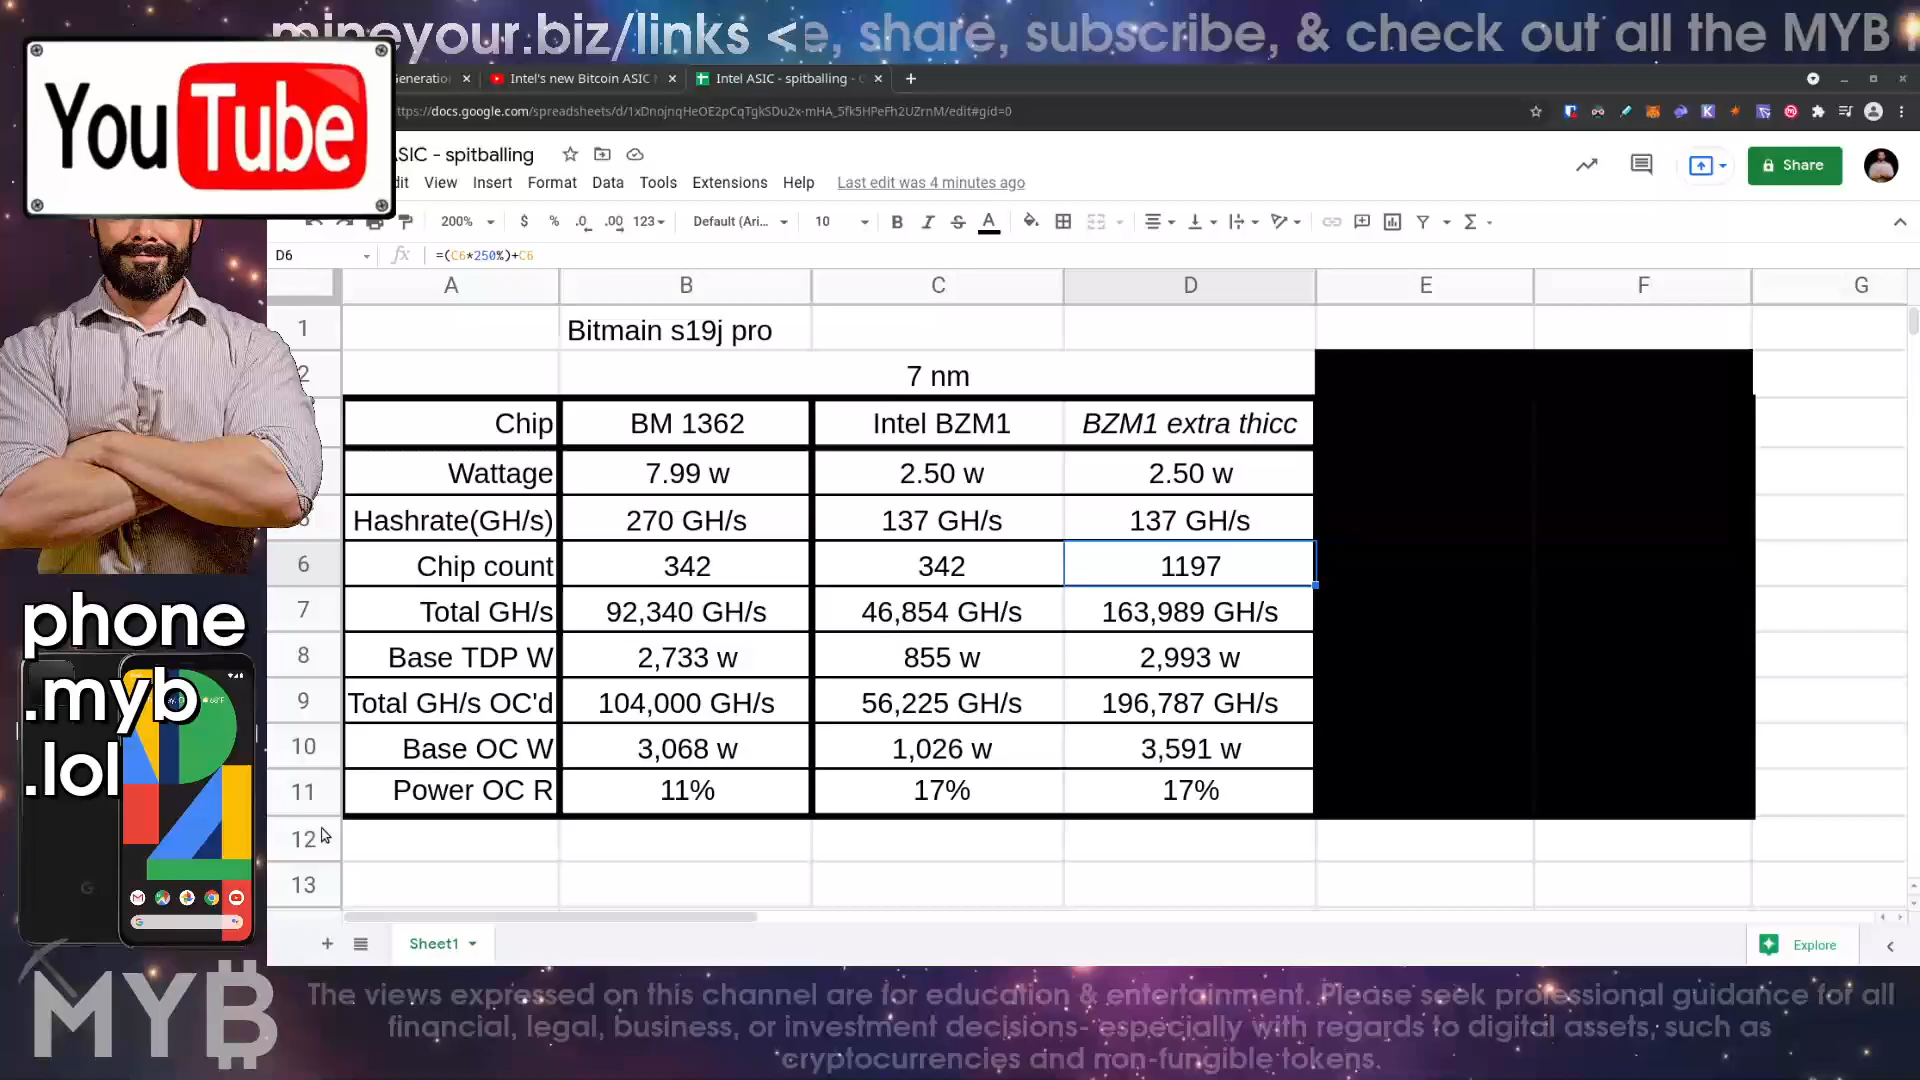 mineyour.biz/links <e, share, subscribe, & check out all the MYB
YouTube
Intel's new Bitcoin ASIC
Intel ASIC - spitballing -
docs.google.com/spreadsheets/d/1xDnojnqHeOE2pCqTgkSDu2x-mHA_5fk5HPeFh2UZrnM/edit#gid=0
ASIC - spitballing
Share
View Insert Format Data Tools Extensions Help Last edit was 4 minutes ago
200% $ % .0 .00 123 Default (Ari... 10 B I S A
D6 fx =(C6*250%)+C6
A B C D E F G
1 Bitmain s19j pro
2 7 nm
Chip BM 1362 Intel BZM1 BZM1 extra thicc
Wattage 7.99 w 2.50 w 2.50 w
Hashrate(GH/s) 270 GH/s 137 GH/s 137 GH/s
6 Chip count 342 342 1197
7 Total GH/s 92,340 GH/s 46,854 GH/s 163,989 GH/s
8 Base TDP W 2,733 w 855 w 2,993 w
9 Total GH/s OC'd 104,000 GH/s 56,225 GH/s 196,787 GH/s
10 Base OC W 3,068 w 1,026 w 3,591 w
11 Power OC R 11% 17% 17%
12
13
phone
.myb
.lol
Sheet1
Explore
MYB
The views expressed on this channel are for education & entertainment. Please seek professional guidance for all
financial, legal, business, or investment decisions- especially with regards to digital assets, such as
cryptocurrencies and non-fungible tokens.